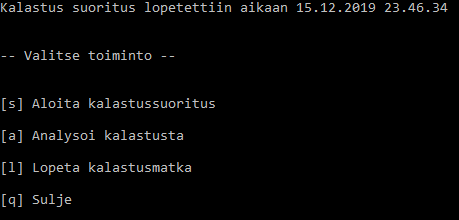 Kalastus suoritus lopetettiin aikaan 15.12.2019 23.46.34
-- Valitse toiminto --
[s] Aloita kalastussuoritus
[a] Analysoi kalastusta
[l] Lopeta kalastusmatka
[q] Sulje